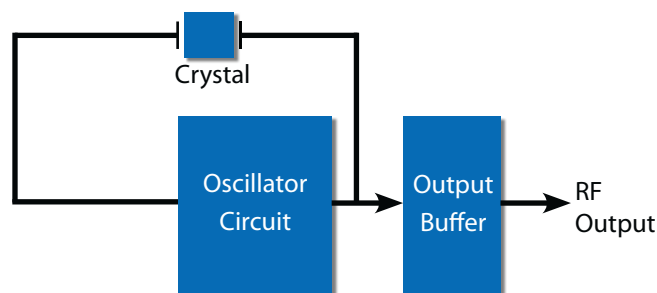 Crystal
Oscillator
Circuit
Output
Buffer
RF
Output